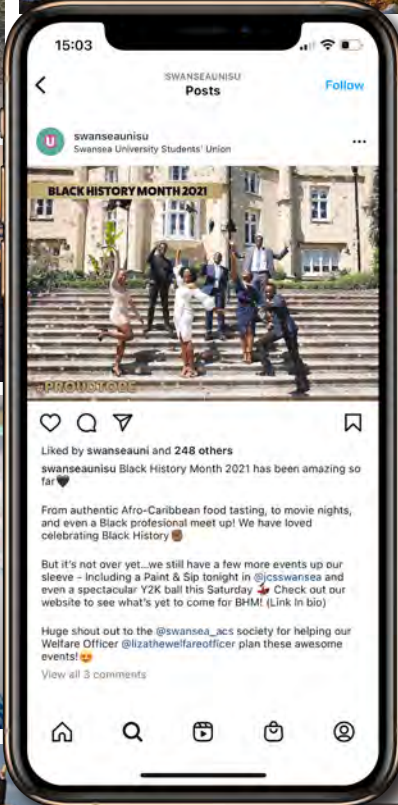 15:03
SWANSEAUNISU
Posts
Follow
swanseaunisu
Swansea University Students' Union
BLACK HISTORY MONTH 2021
#PROUDTOBE
Liked by swanseauni and 248 others
swanseaunisu Black History Month 2021 has been amazing so
far🖤
From authentic Afro-Caribbean food tasting, to movie nights,
and even a Black profesional meet up! We have loved
celebrating Black History✊🏾
But it's not over yet...we still have a few more events up our
sleeve - Including a Paint & Sip tonight in @jcsswansea and
even a spectacular Y2K ball this Saturday 💃 Check out our
website to see what's yet to come for BHM! (Link In bio)
Huge shout out to the @swansea_acs society for helping our
Welfare Officer @lizathewelfareofficer plan these awesome
events!😍
View all 3 comments